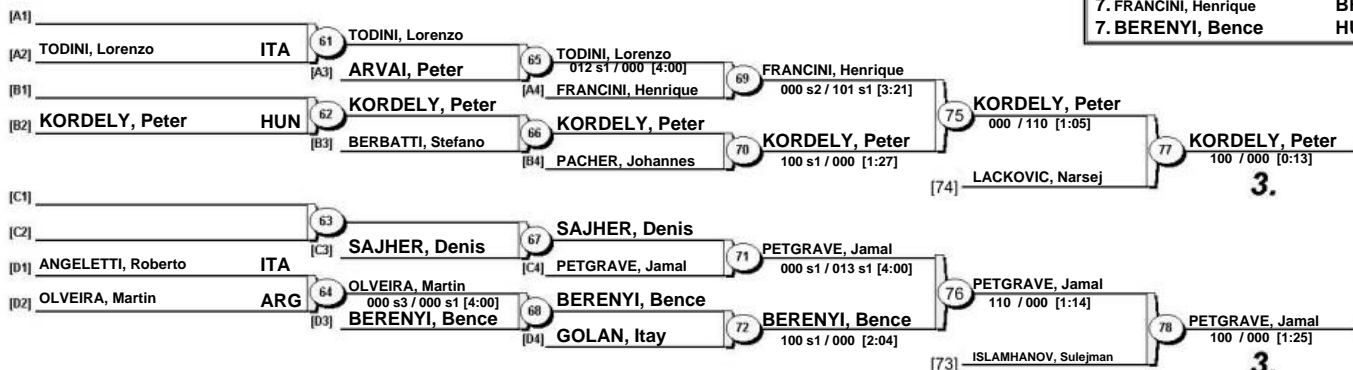 7. FRANCINI, Henrique
7. BERENYI, Bence
[A1]
[A2] TODINI, Lorenzo ITA
61
TODINI, Lorenzo
[A3] ARVAI, Peter
65
TODINI, Lorenzo
012 s1 / 000 [4:00]
[A4] FRANCINI, Henrique
69
FRANCINI, Henrique
000 s2 / 101 s1 [3:21]
[B1]
[B2] KORDELY, Peter HUN
62
KORDELY, Peter
[B3] BERBATTI, Stefano
66
KORDELY, Peter
[B4] PACHER, Johannes
70
KORDELY, Peter
100 s1 / 000 [1:27]
75
KORDELY, Peter
000 / 110 [1:05]
[74] LACKOVIC, Narsej
77
KORDELY, Peter
100 / 000 [0:13]
3.
[C1]
[C2]
63
[C3] SAJHER, Denis
67
SAJHER, Denis
[C4] PETGRAVE, Jamal
71
PETGRAVE, Jamal
000 s1 / 013 s1 [4:00]
[D1] ANGELETTI, Roberto ITA
[D2] OLVEIRA, Martin ARG
64
OLVEIRA, Martin
000 s3 / 000 s1 [4:00]
[D3] BERENYI, Bence
68
BERENYI, Bence
[D4] GOLAN, Itay
72
BERENYI, Bence
100 s1 / 000 [2:04]
76
PETGRAVE, Jamal
110 / 000 [1:14]
[73] ISLAMHANOV, Sulejman
78
PETGRAVE, Jamal
100 / 000 [1:25]
3.